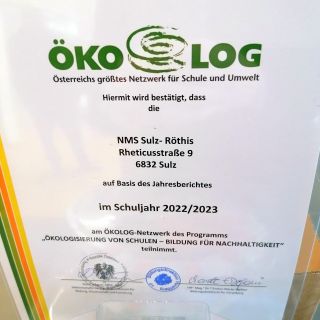 ÖKO LOG
Österreichs größtes Netzwerk für Schule und Umwelt
Hiermit wird bestätigt, dass
die
NMS Sulz- Röthis
Rheticusstraße 9
6832 Sulz
auf Basis des Jahresberichtes
im Schuljahr 2022/2023
am ÖKOLOG-Netzwerk des Programms
„ÖKOLOGISIERUNG VON SCHULEN – BILDUNG FÜR NACHHALTIGKEIT"
teilnimmt.